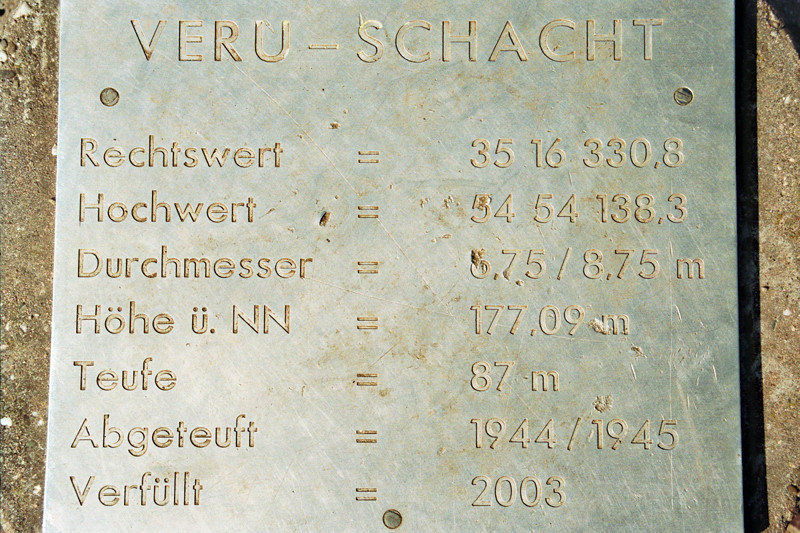 VERU-SCHACHT
Rechtswert = 35 16 330,8
Hochwert = 54 54 138,3
Durchmesser = 6,75 / 8,75 m
Höhe ü. NN = 177,09 m
Teufe = 87 m
Abgeteuft = 1944/1945
Verfüllt = 2003